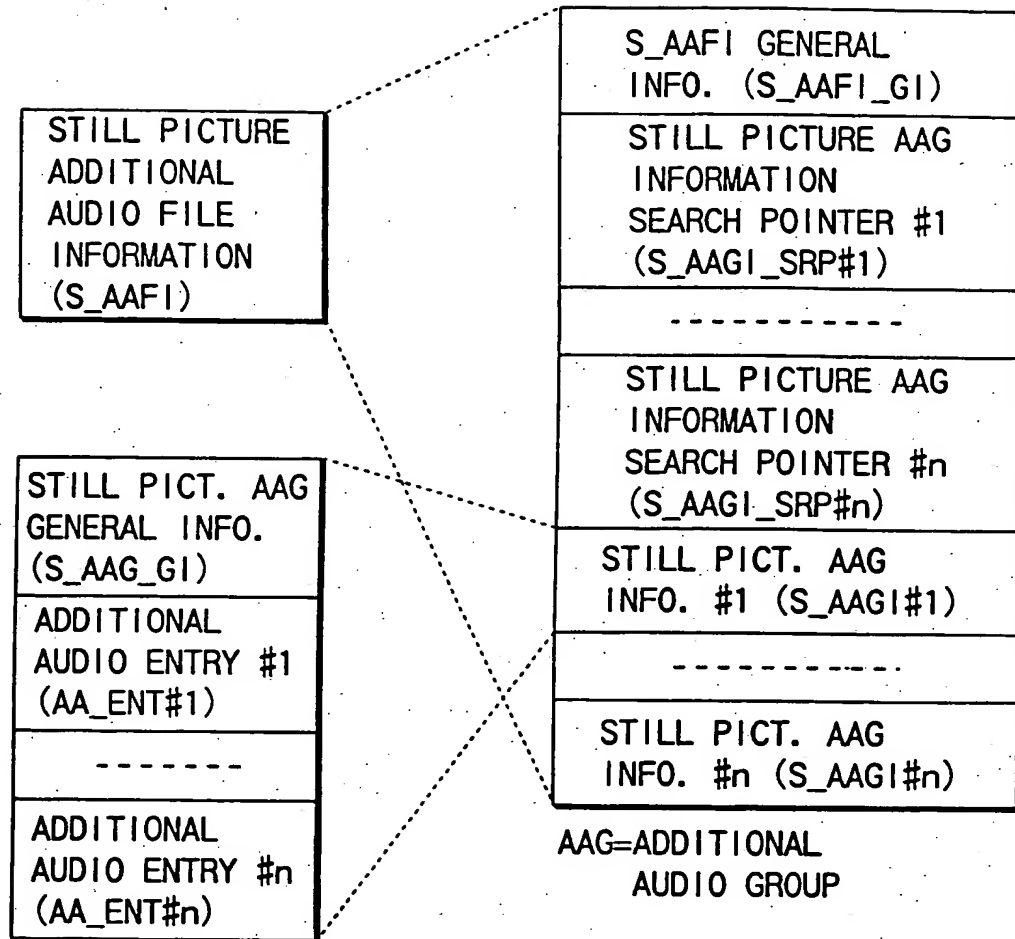 STILL PICTURE
ADDITIONAL
AUDIO FILE
INFORMATION
(S_AAFI)
STILL PICT. AAG
GENERAL INFO.
(S_AAG_GI)
ADDITIONAL
AUDIO ENTRY #1
(AA_ENT#1)
-------
ADDITIONAL
AUDIO ENTRY #n
(AA_ENT#n)
S_AAFI GENERAL
INFO. (S_AAFI_GI)
STILL PICTURE AAG
INFORMATION
SEARCH POINTER #1
(S_AAGI_SRP#1)
-----------
STILL PICTURE AAG
INFORMATION
SEARCH POINTER #n
(S_AAGI_SRP#n)
STILL PICT. AAG
INFO. #1 (S_AAGI#1)
-----------
STILL PICT. AAG
INFO. #n (S_AAGI#n)
AAG=ADDITIONAL
AUDIO GROUP